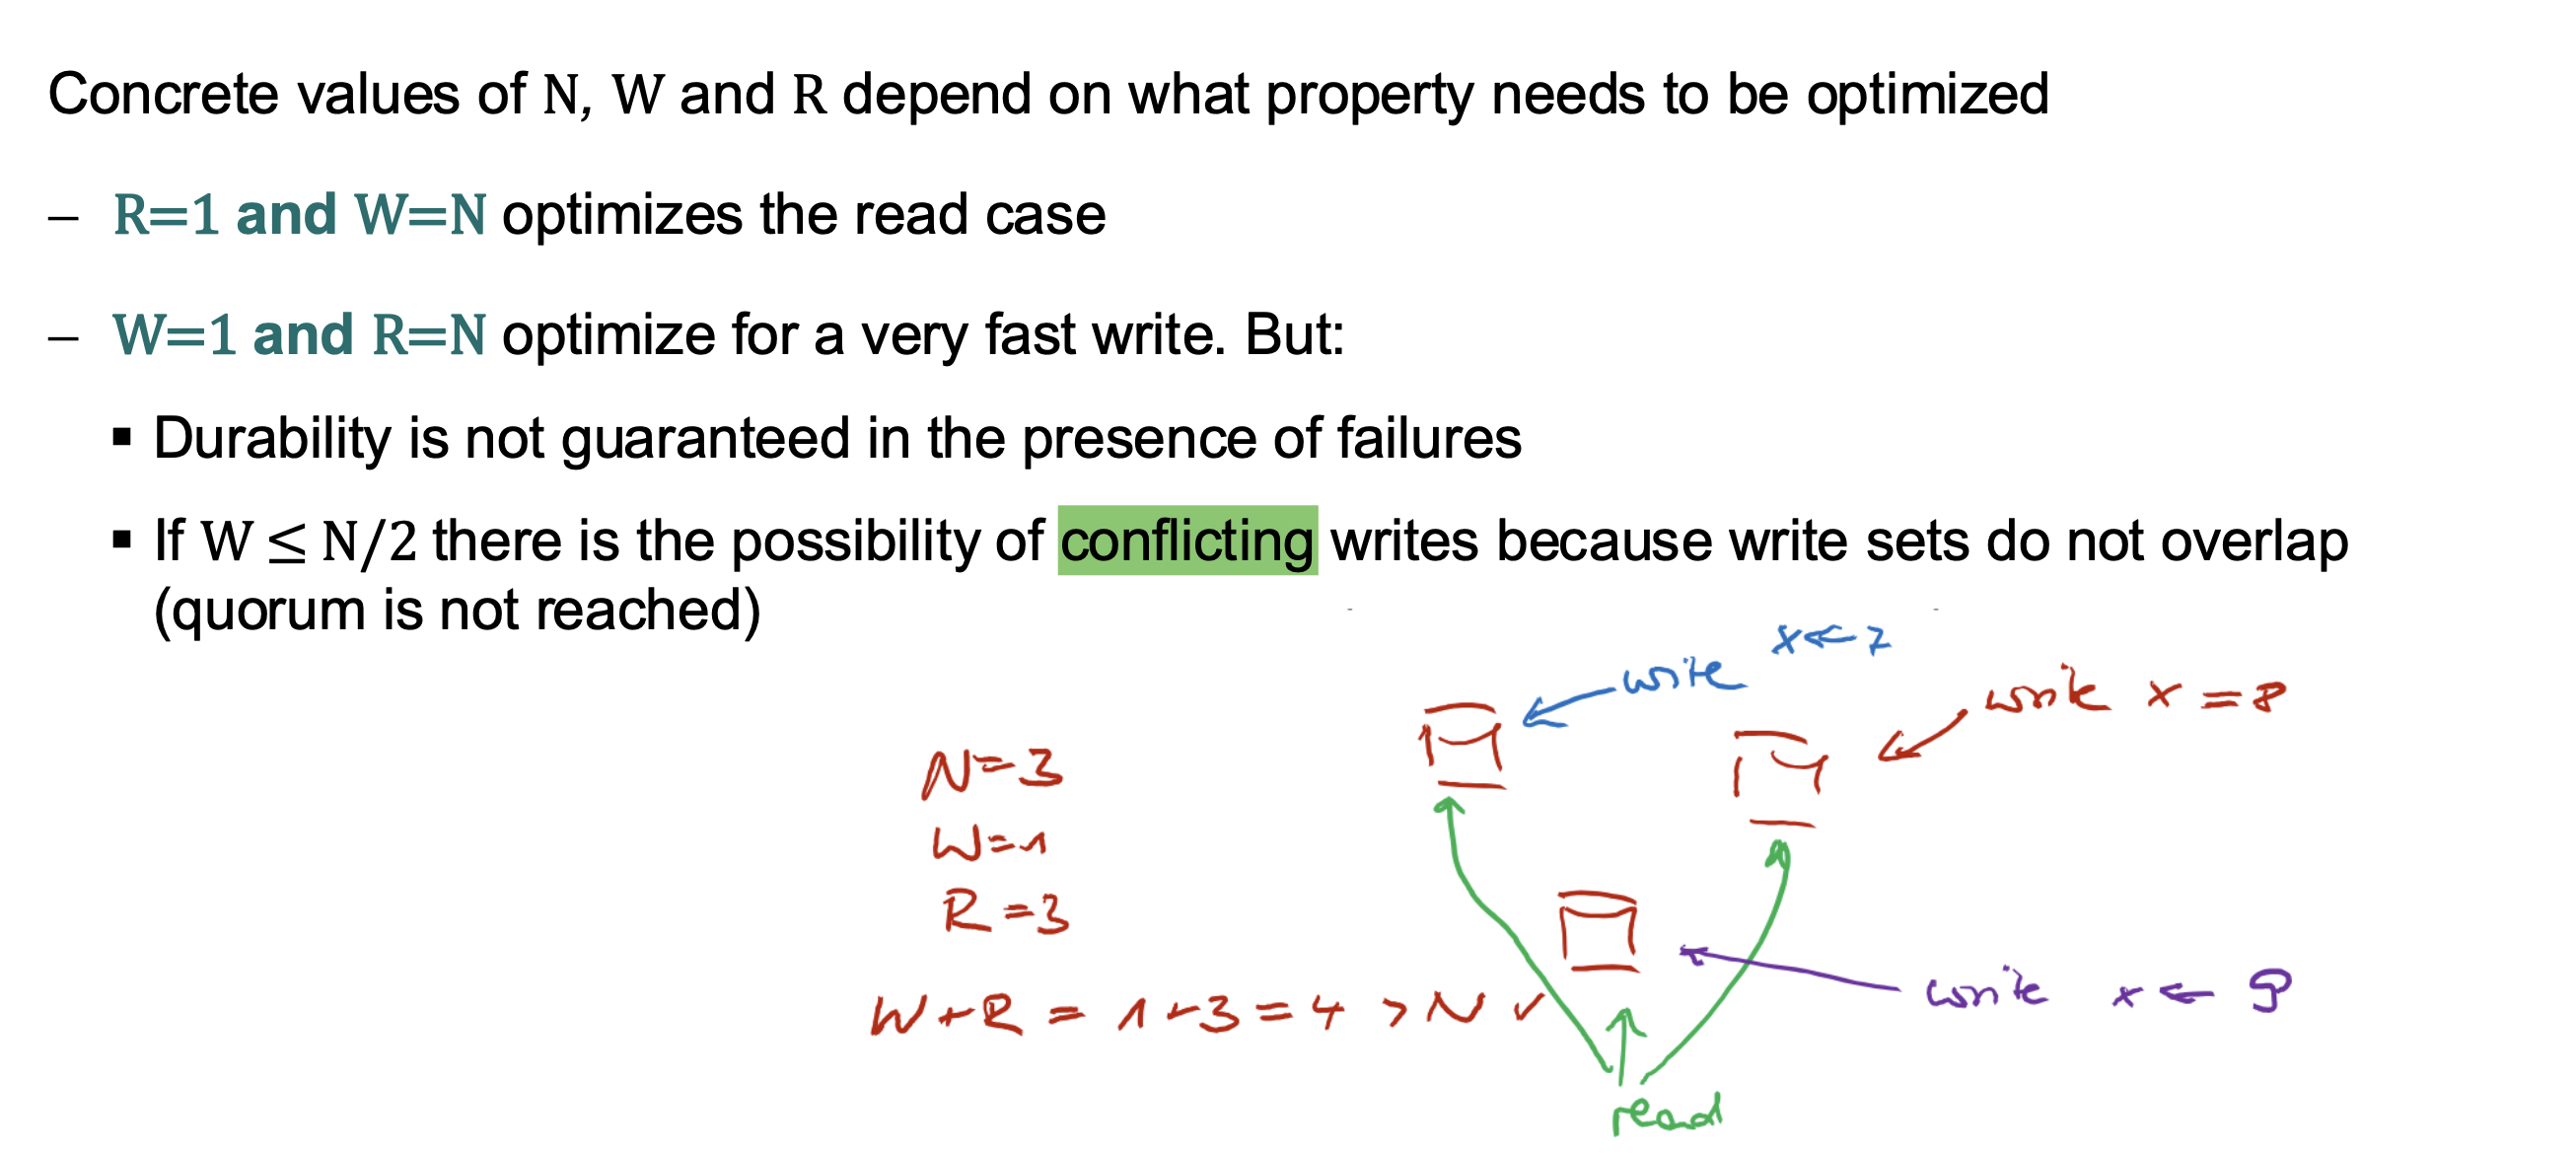 Concrete values of N, W and R depend on what property needs to be optimized
– R=1 and W=N optimizes the read case
– W=1 and R=N optimize for a very fast write. But:
▪ Durability is not guaranteed in the presence of failures
▪ If W ≤ N/2 there is the possibility of conflicting writes because write sets do not overlap
(quorum is not reached)
write x ← 7
write x = 8
N=3
W=1
R=3
write x ← 9
W+R = 1+3 = 4 > N ✓
read